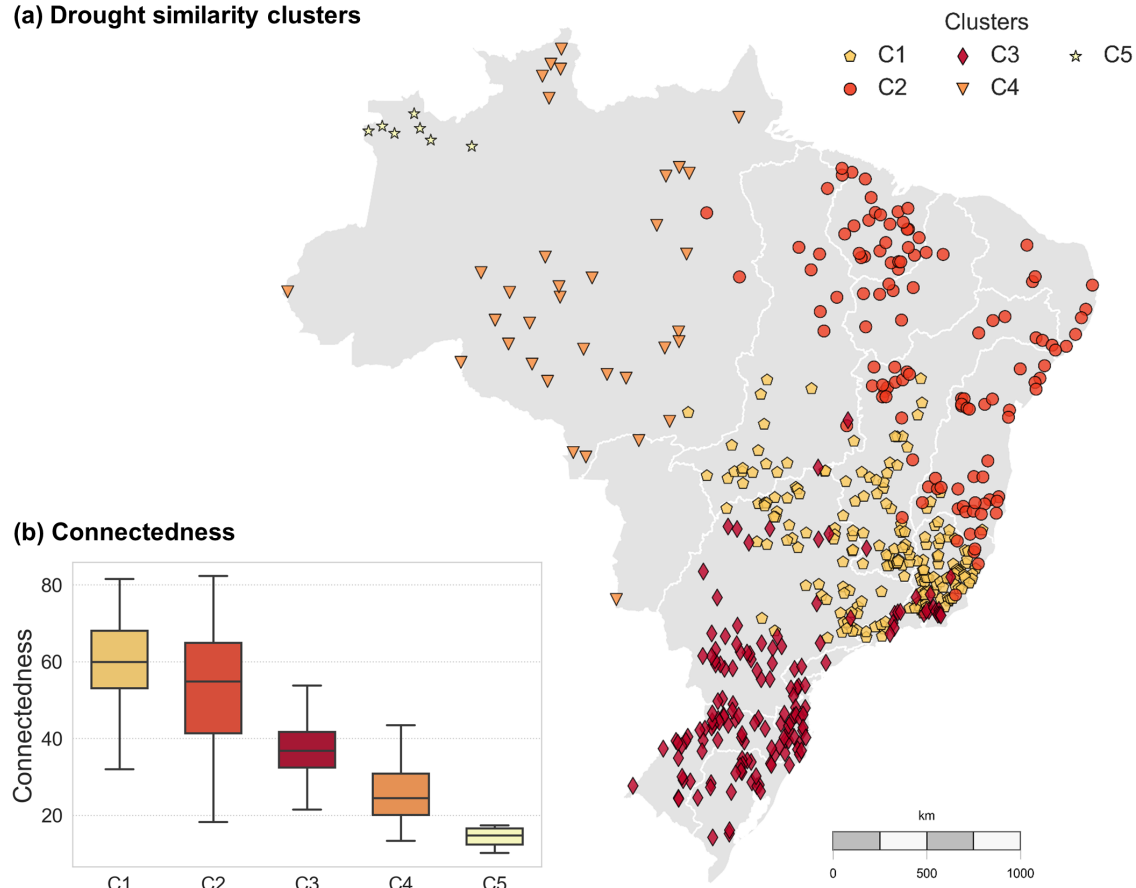 (a) Drought similarity clusters
Clusters
C1 C3 C5
C2 C4
(b) Connectedness
Connectedness
80
60
40
20
C1 C2 C3 C4 C5
km
0 500 1000